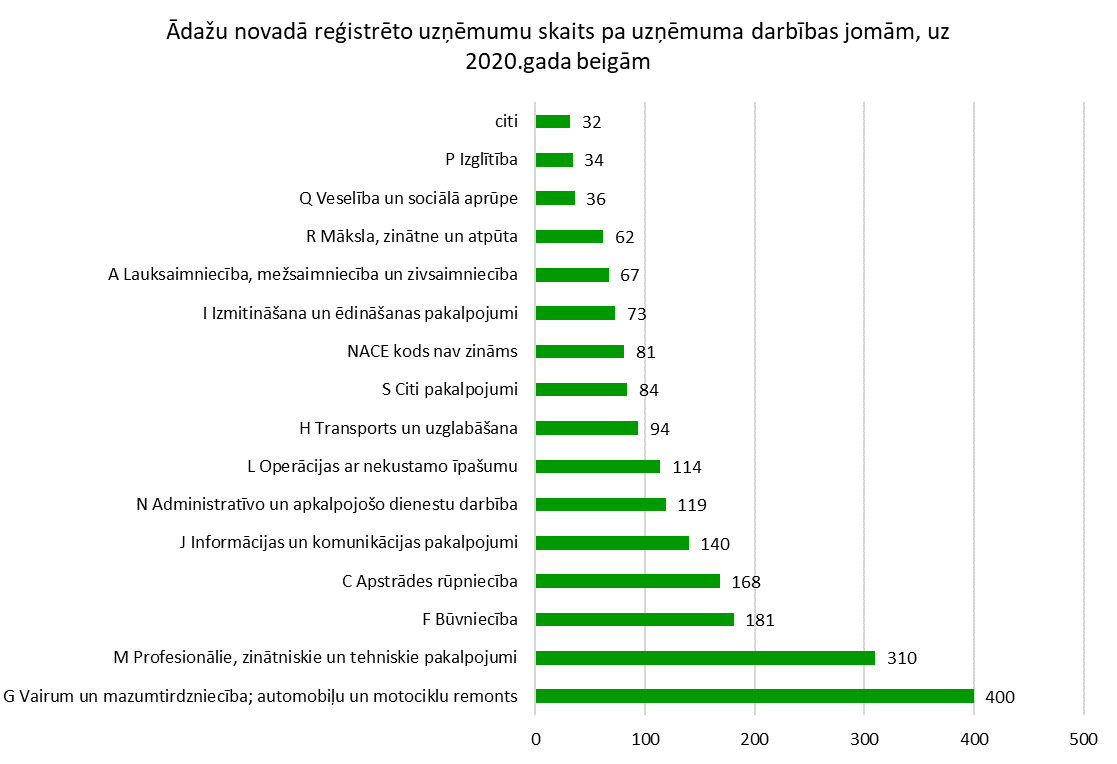 Ādažu novadā reģistrēto uzņēmumu skaits pa uzņēmuma darbības jomām, uz
2020.gada beigām
citi 32
P Izglītība 34
Q Veselība un sociālā aprūpe 36
R Māksla, zinātne un atpūta 62
A Lauksaimniecība, mežsaimniecība un zivsaimniecība 67
I Izmitināšana un ēdināšanas pakalpojumi 73
NACE kods nav zināms 81
S Citi pakalpojumi 84
H Transports un uzglabāšana 94
L Operācijas ar nekustamo īpašumu 114
N Administratīvo un apkalpojošo dienestu darbība 119
J Informācijas un komunikācijas pakalpojumi 140
C Apstrādes rūpniecība 168
F Būvniecība 181
M Profesionālie, zinātniskie un tehniskie pakalpojumi 310
G Vairum un mazumtirdzniecība; automobiļu un motociklu remonts 400
0 100 200 300 400 500